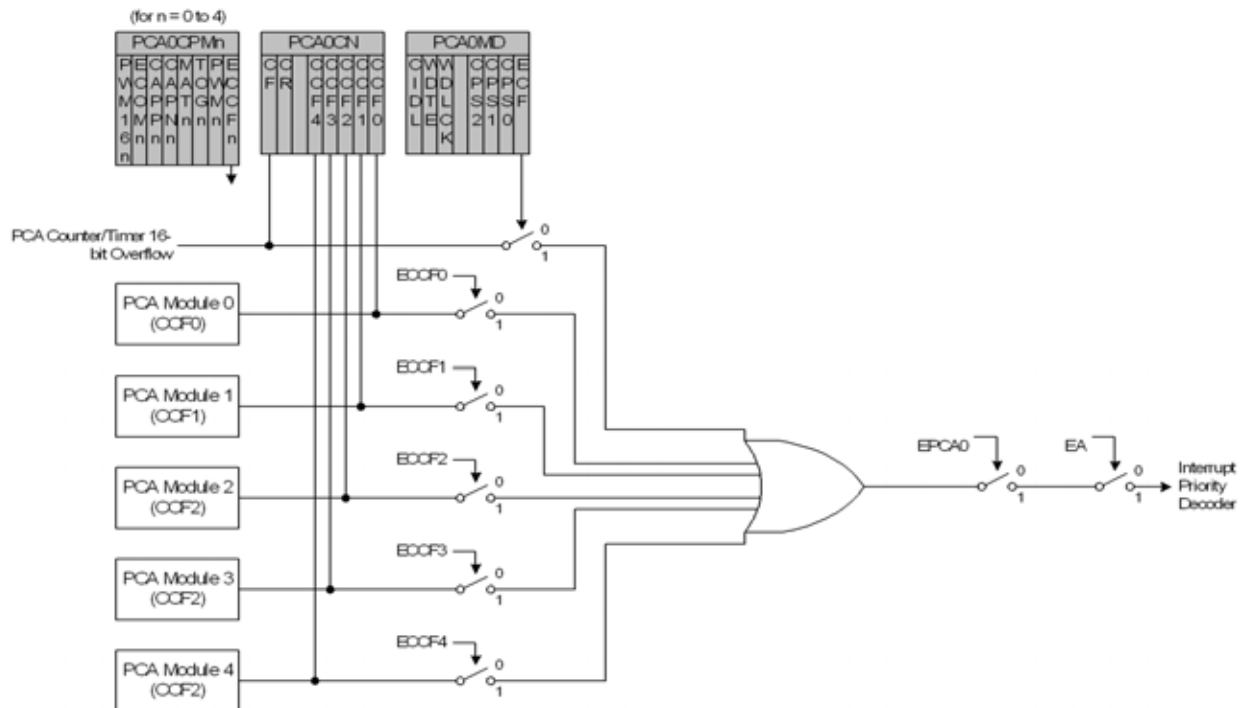 (for n = 0 to 4)
PCA0CPMn
PWM16n
ECOMn
CAPPn
CAPNn
MATn
TOGn
PWMn
ECCFn
PCA0CN
CF
CR
CCF4
CCF3
CCF2
CCF1
CCF0
PCA0MD
CIDL
WDTE
WDLCK
CPS2
CPS1
CPS0
ECF
PCA Counter/Timer 16-
bit Overflow
0
1
PCA Module 0
(CCF0)
ECCF0
0
1
PCA Module 1
(CCF1)
ECCF1
0
1
PCA Module 2
(CCF2)
ECCF2
0
1
PCA Module 3
(CCF2)
ECCF3
0
1
PCA Module 4
(CCF2)
ECCF4
0
1
EPCA0
0
1
EA
0
1
Interrupt
Priority
Decoder